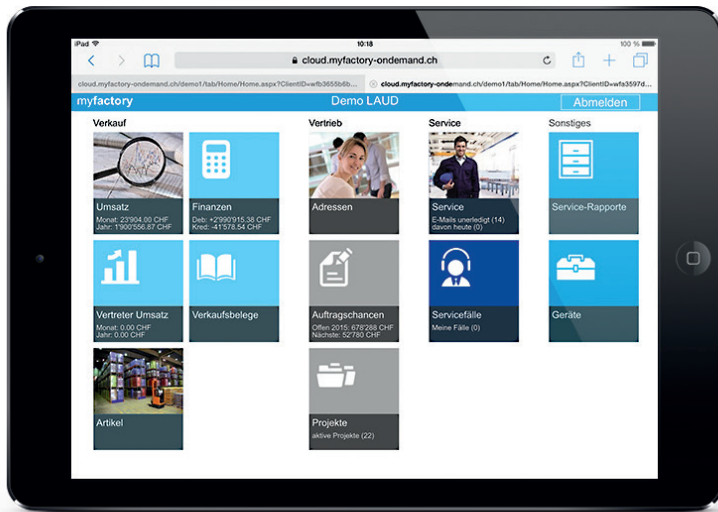 iPad
10:18
100 %
cloud.myfactory-ondemand.ch
cloud.myfactory-ondemand.ch/demo1/tab/Home/Home.aspx?ClientID=wfb3655b6b...
cloud.myfactory-ondemand.ch/demo1/tab/Home/Home.aspx?ClientID=wfa3597d...
myfactory
Demo LAUD
Abmelden
Verkauf
Vertrieb
Service
Sonstiges
Umsatz
Monat: 23'904.00 CHF
Jahr: 1'900'556.87 CHF
Finanzen
Deb: +2'990'915.38 CHF
Kred: -41'578.54 CHF
Adressen
Service
E-Mails unerledigt (14)
davon heute (0)
Service-Rapporte
Vertreter Umsatz
Monat: 0.00 CHF
Jahr: 0.00 CHF
Verkaufsbelege
Auftragschancen
Offen 2015: 678'288 CHF
Nächste: 52'780 CHF
Servicefälle
Meine Fälle (0)
Geräte
Artikel
Projekte
aktive Projekte (22)